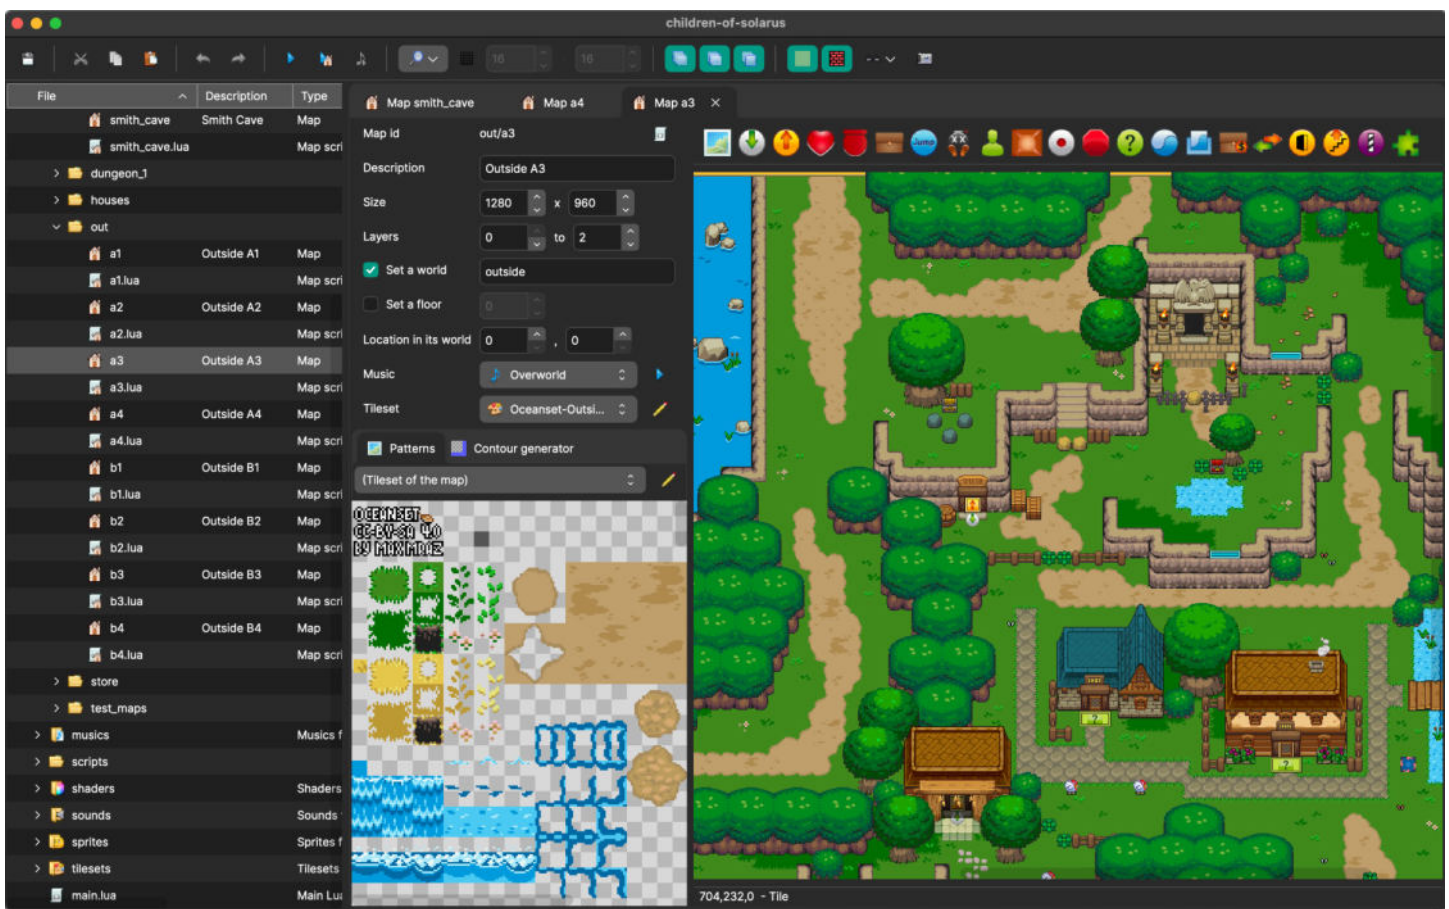 children-of-solarus
16
16
- -
File
Description
Type
smith_cave
Smith Cave
Map
smith_cave.lua
Map scri
dungeon_1
houses
out
a1
Outside A1
Map
a1.lua
Map scri
a2
Outside A2
Map
a2.lua
Map scri
a3
Outside A3
Map
a3.lua
Map scri
a4
Outside A4
Map
a4.lua
Map scri
b1
Outside B1
Map
b1.lua
Map scri
b2
Outside B2
Map
b2.lua
Map scri
b3
Outside B3
Map
b3.lua
Map scri
b4
Outside B4
Map
b4.lua
Map scri
store
test_maps
musics
Musics f
scripts
shaders
Shaders
sounds
Sounds
sprites
Sprites f
tilesets
Tilesets
main.lua
Main Lua
Map smith_cave
Map a4
Map a3
Map id
out/a3
Description
Outside A3
Size
1280
x
960
Layers
0
to
2
Set a world
outside
Set a floor
0
Location in its world
0
,
0
Music
Overworld
Tileset
Oceanset-Outsi...
Patterns
Contour generator
(Tileset of the map)
OCEANSET
CC-BY-SA 4.0
BY MAX MRAZ
Jump
?
?
?
704,232,0 - Tile